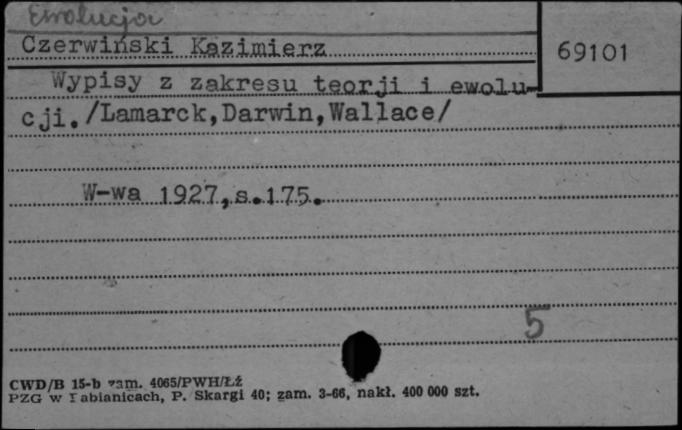 Ewolucja
Czerwiński Kazimierz
69101
Wypisy z zakresu teorji i ewolu-
cji./Lamarck,Darwin,Wallace/
W-wa 1927,s.175.
5
CWD/B 15-b zam. 4065/PWH/Łź
PZG w Pabianicach, P. Skargi 40; zam. 3-66, nakł. 400 000 szt.